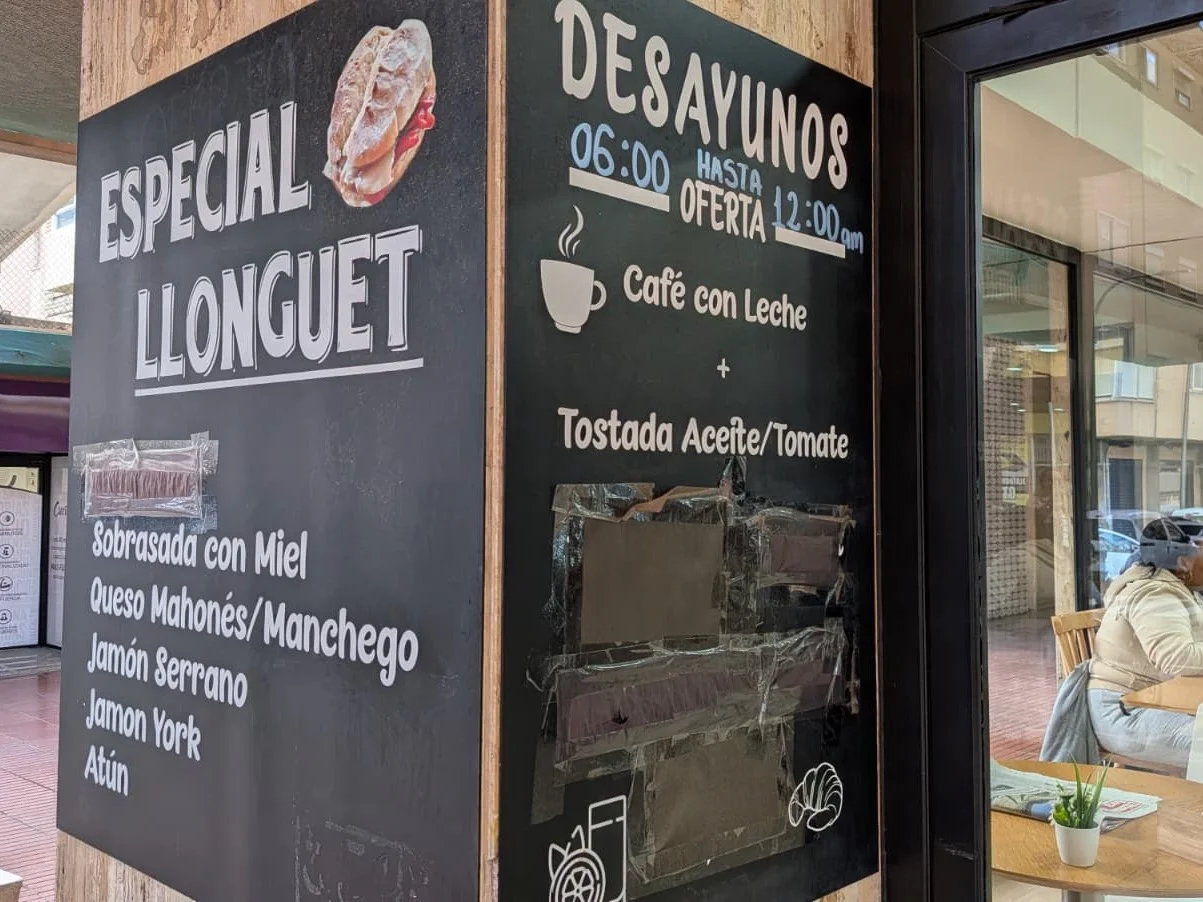 ESPECIAL
LLONGUET
Sobrasada con Miel
Queso Mahonés/Manchego
Jamón Serrano
Jamon York
Atún
DESAYUNOS
06:00 HASTA 12:00am
OFERTA
Café con Leche
+
Tostada Aceite/Tomate